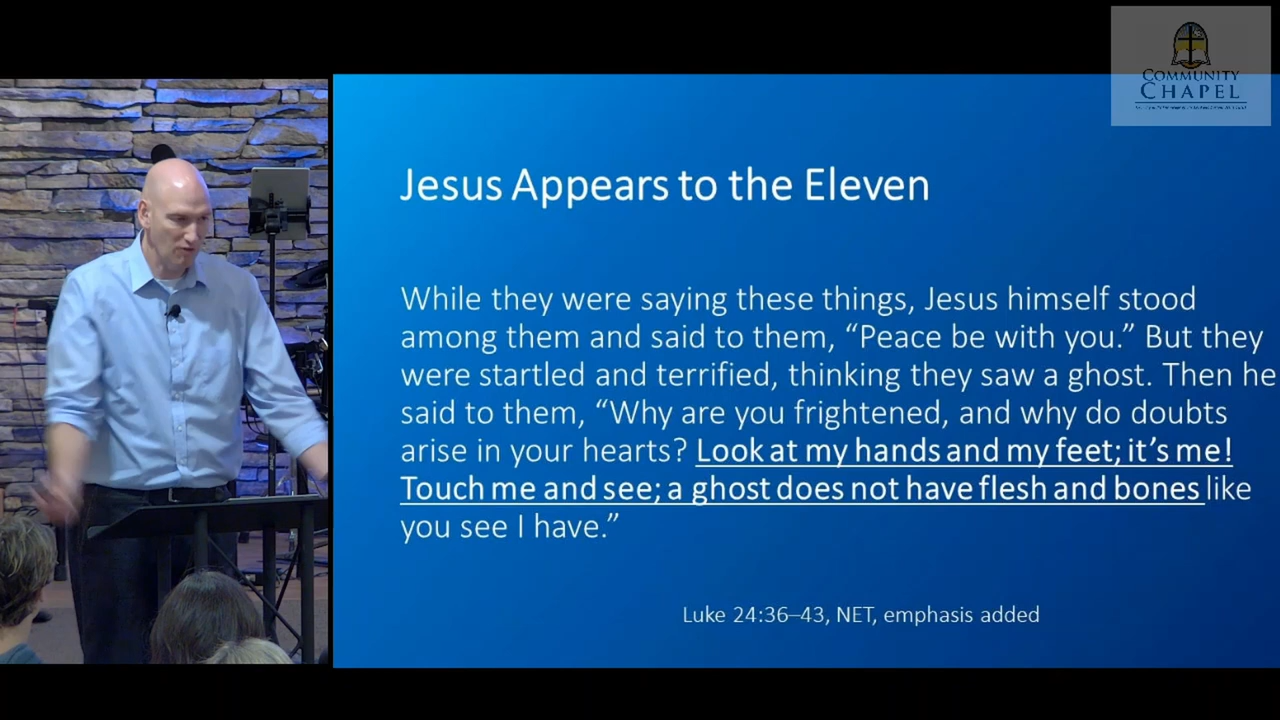 COMMUNITY
CHAPEL
Jesus Appears to the Eleven
While they were saying these things, Jesus himself stood
among them and said to them, “Peace be with you.” But they
were startled and terrified, thinking they saw a ghost. Then he
said to them, “Why are you frightened, and why do doubts
arise in your hearts? Look at my hands and my feet; it’s me!
Touch me and see; a ghost does not have flesh and bones like
you see I have.”
Luke 24:36–43, NET, emphasis added